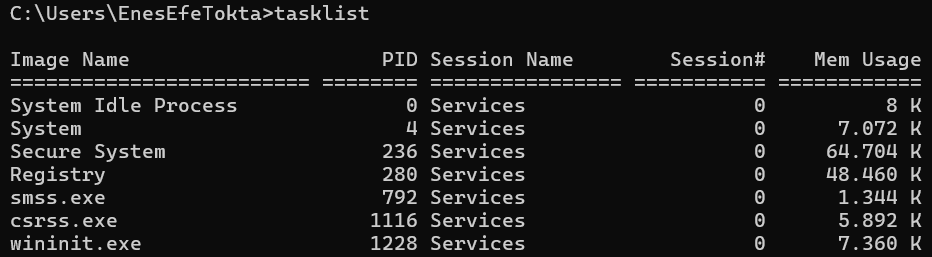 C:\Users\EnesEfeTokta>tasklist
Image Name                     PID Session Name        Session#    Mem Usage
========================= ======== ================ =========== ============
System Idle Process              0 Services                   0          8 K
System                           4 Services                   0      7.072 K
Secure System                  236 Services                   0     64.704 K
Registry                       280 Services                   0     48.460 K
smss.exe                       792 Services                   0      1.344 K
csrss.exe                     1116 Services                   0      5.892 K
wininit.exe                   1228 Services                   0      7.360 K